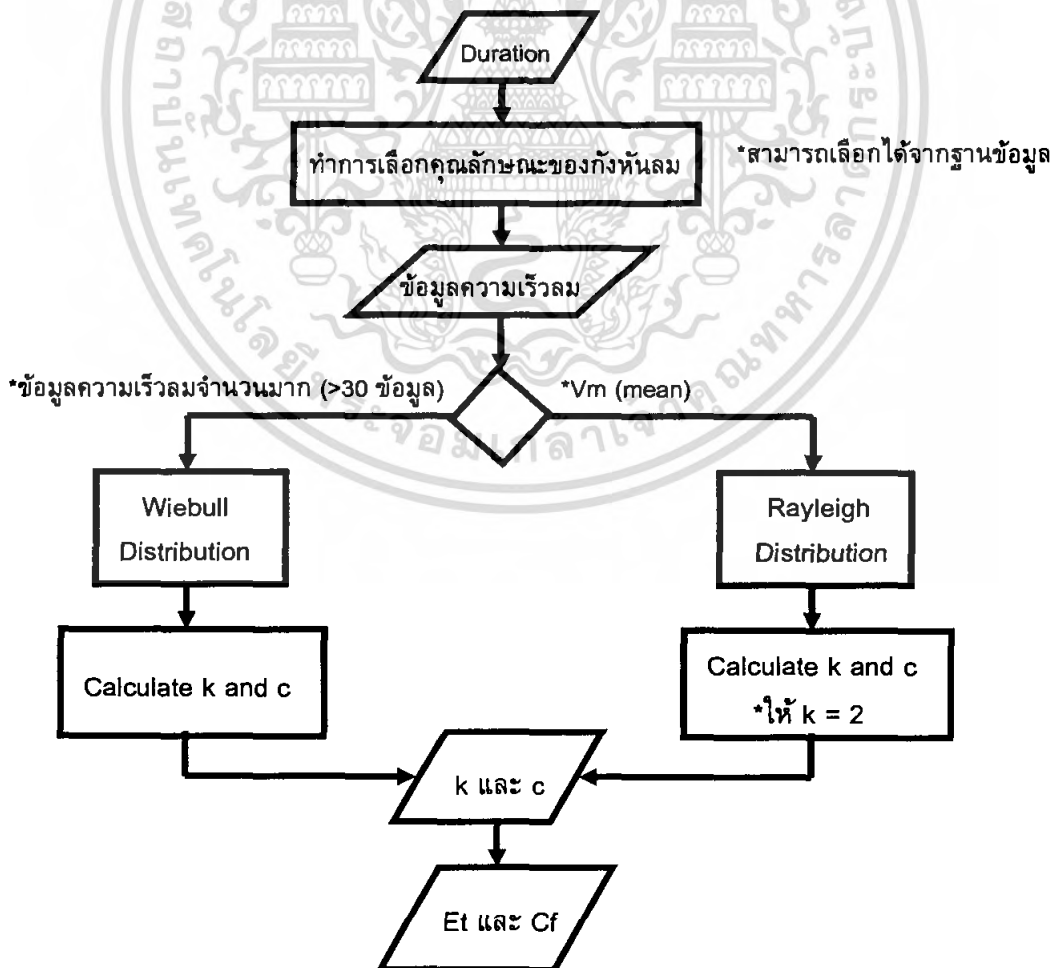 Duration
ทำการเลือกคุณลักษณะของกังหันลม
*สามารถเลือกได้จากฐานข้อมูล
ข้อมูลความเร็วลม
*ข้อมูลความเร็วลมจำนวนมาก (>30 ข้อมูล)
*Vm (mean)
Wiebull
Distribution
Rayleigh
Distribution
Calculate k and c
Calculate k and c
*ให้ k = 2
k และ c
Et และ Cf